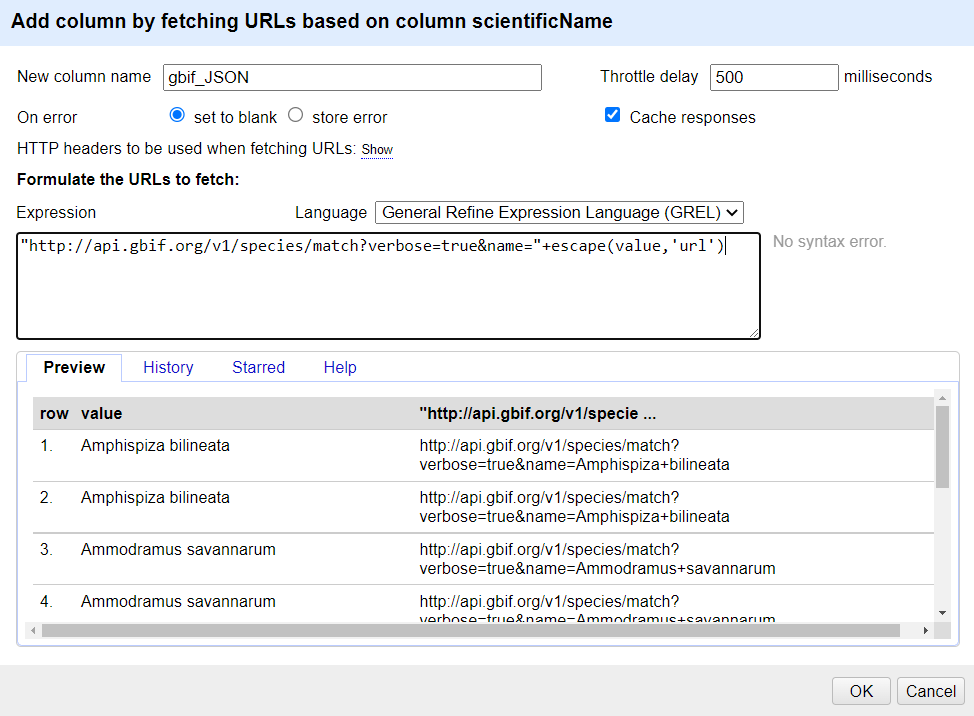 Add column by fetching URLs based on column scientificName
New column name gbif_JSON Throttle delay 500 milliseconds
On error set to blank store error Cache responses
HTTP headers to be used when fetching URLs: Show
Formulate the URLs to fetch:
Expression Language General Refine Expression Language (GREL)
"http://api.gbif.org/v1/species/match?verbose=true&name="+escape(value,'url') No syntax error.
Preview History Starred Help
row value "http://api.gbif.org/v1/specie ...
1. Amphispiza bilineata http://api.gbif.org/v1/species/match?
verbose=true&name=Amphispiza+bilineata
2. Amphispiza bilineata http://api.gbif.org/v1/species/match?
verbose=true&name=Amphispiza+bilineata
3. Ammodramus savannarum http://api.gbif.org/v1/species/match?
verbose=true&name=Ammodramus+savannarum
4. Ammodramus savannarum http://api.gbif.org/v1/species/match?
verbose=true&name=Ammodramus+savannarum
OK Cancel